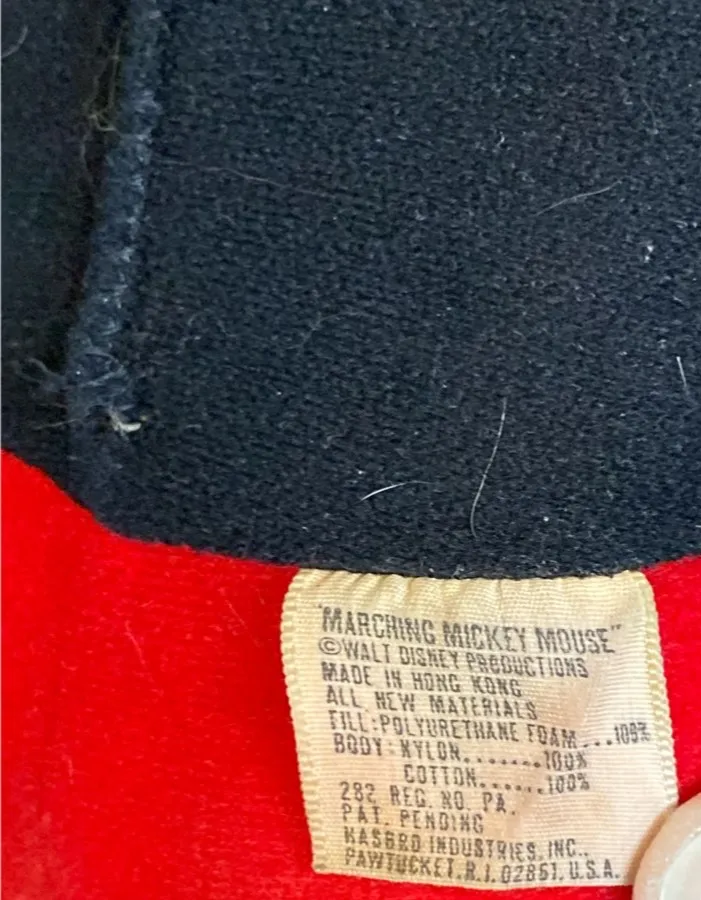 "MARCHING MICKEY MOUSE"
©WALT DISNEY PRODUCTIONS
MADE IN HONG KONG
ALL NEW MATERIALS
FILL:POLYURETHANE FOAM...100%
BODY:NYLON.......100%
COTTON......100%
282 REG. NO. PA.
PAT. PENDING
HASBRO INDUSTRIES, INC.,
PAWTUCKET, R.I. 02861, U.S.A.